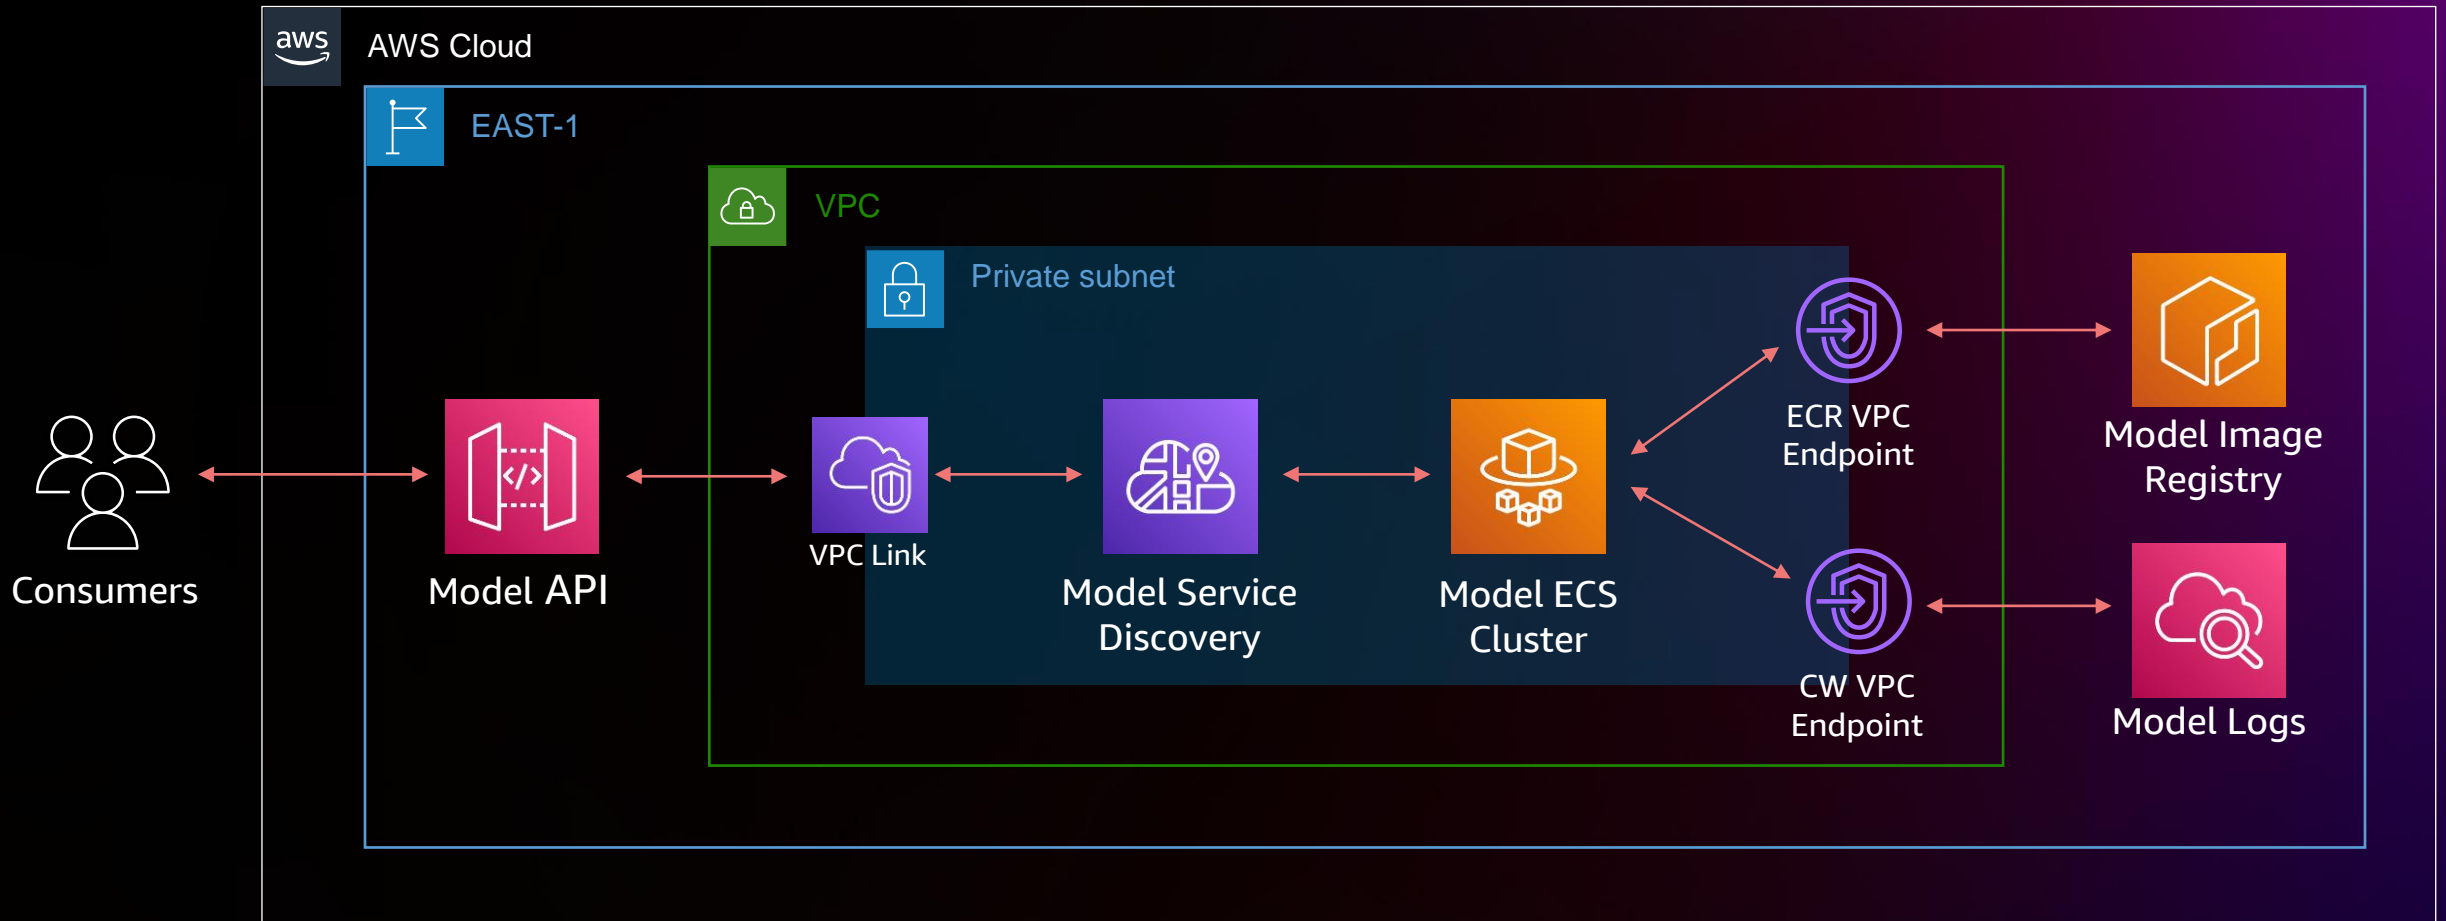 aws
AWS Cloud
EAST-1
VPC
Private subnet
Consumers
Model API
</>
VPC Link
Model Service
Discovery
Model ECS
Cluster
ECR VPC
Endpoint
CW VPC
Endpoint
Model Image
Registry
Model Logs